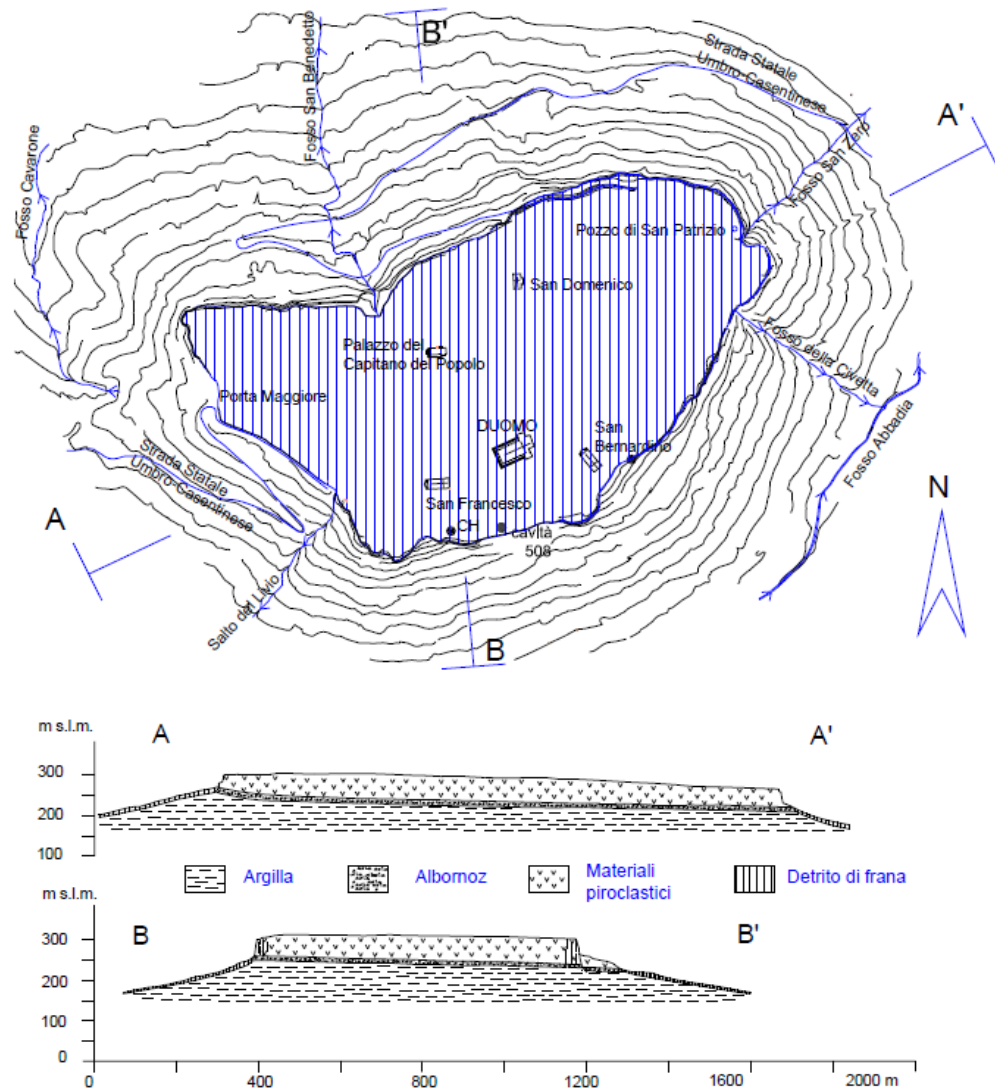 B'
Strada Statale
Umbro-Casentinese
A'
Fosso San Benedetto
Fosso Cavarone
Fosso San Zero
Pozzo di San Patrizio
San Domenico
Palazzo del
Capitano del Popolo
Fosso della Civetta
Porta Maggiore
DUOMO
San
Bernardino
Fosso Abbadia
Strada Statale
Umbro-Casentinese
San Francesco
N
A
CH
cavità
508
Salto del Livio
B
m s.l.m.
A
A'
300
200
100
Argilla
Albornoz
Materiali
piroclastici
Detrito di frana
m s.l.m.
B
B'
300
200
100
0
0
400
800
1200
1600
2000 m